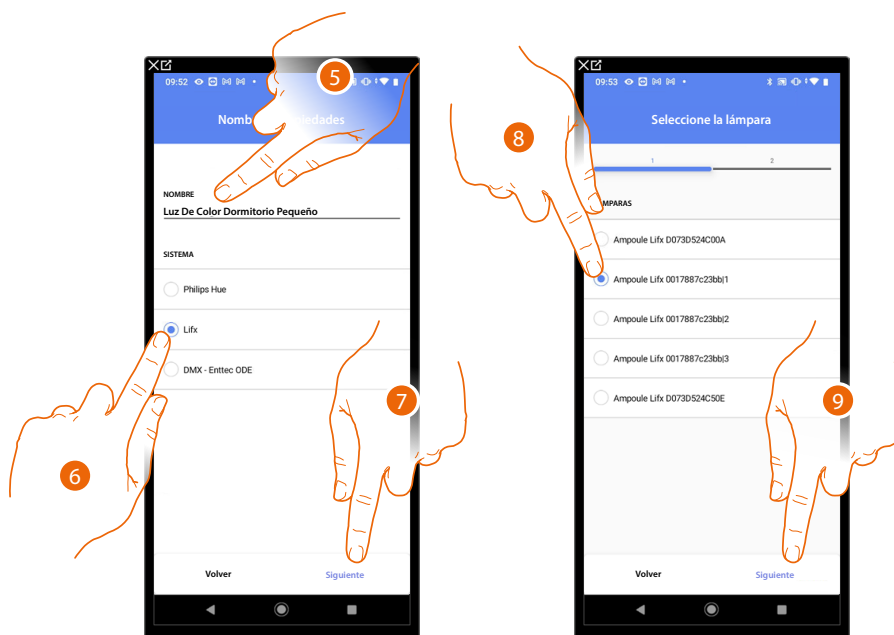 5
09:52
Nomb
iedades
NOMBRE
Luz De Color Dormitorio Pequeño
SISTEMA
Philips Hue
Lifx
DMX - Enttec ODE
6
7
Volver
Siguiente
8
09:53
Seleccione la lámpara
1
2
MPARAS
Ampoule Lifx D073D524C00A
Ampoule Lifx 0017887c23bb|1
Ampoule Lifx 0017887c23bb|2
Ampoule Lifx 0017887c23bb|3
Ampoule Lifx D073D524C50E
9
Volver
Siguiente